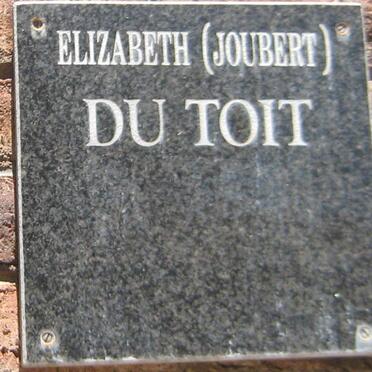 ELIZABETH (JOUBERT)
DU TOIT